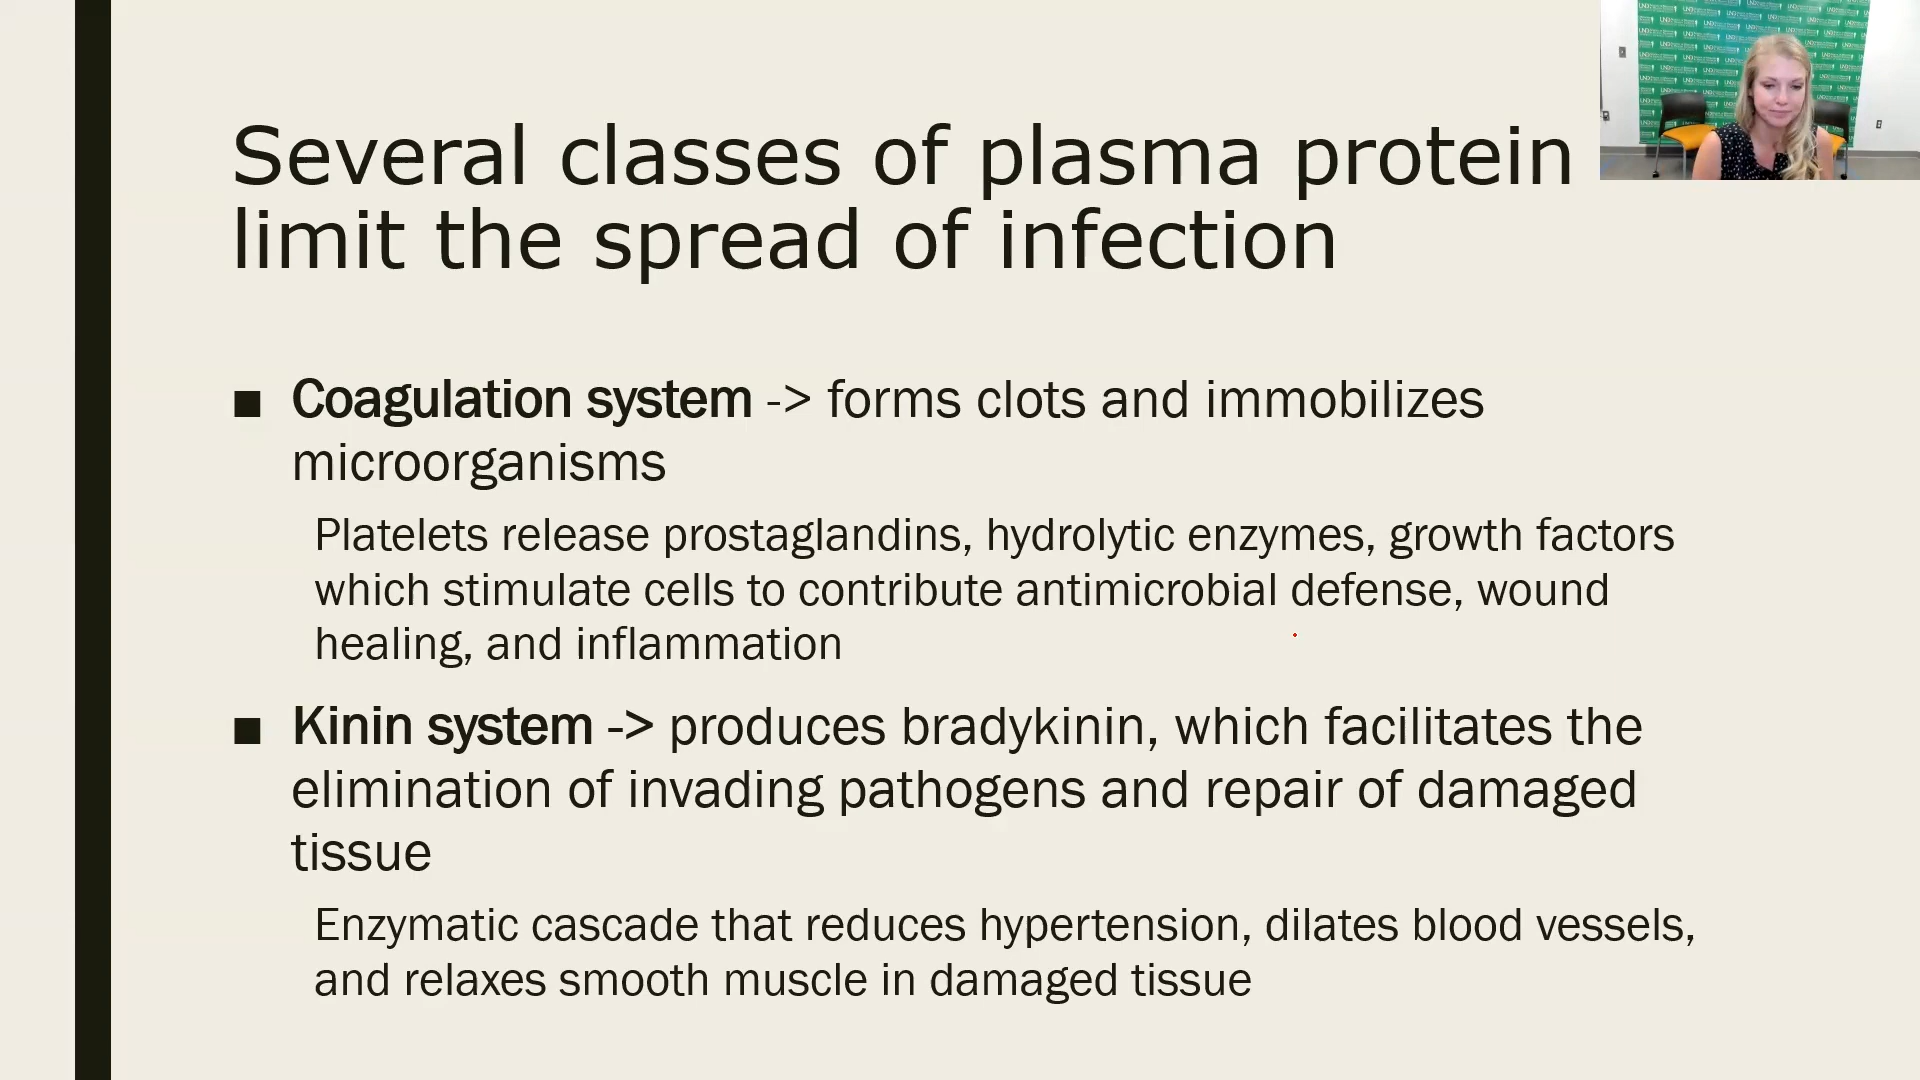 Several classes of plasma protein
limit the spread of infection
■ Coagulation system -> forms clots and immobilizes
microorganisms
Platelets release prostaglandins, hydrolytic enzymes, growth factors
which stimulate cells to contribute antimicrobial defense, wound
healing, and inflammation
■ Kinin system -> produces bradykinin, which facilitates the
elimination of invading pathogens and repair of damaged
tissue
Enzymatic cascade that reduces hypertension, dilates blood vessels,
and relaxes smooth muscle in damaged tissue